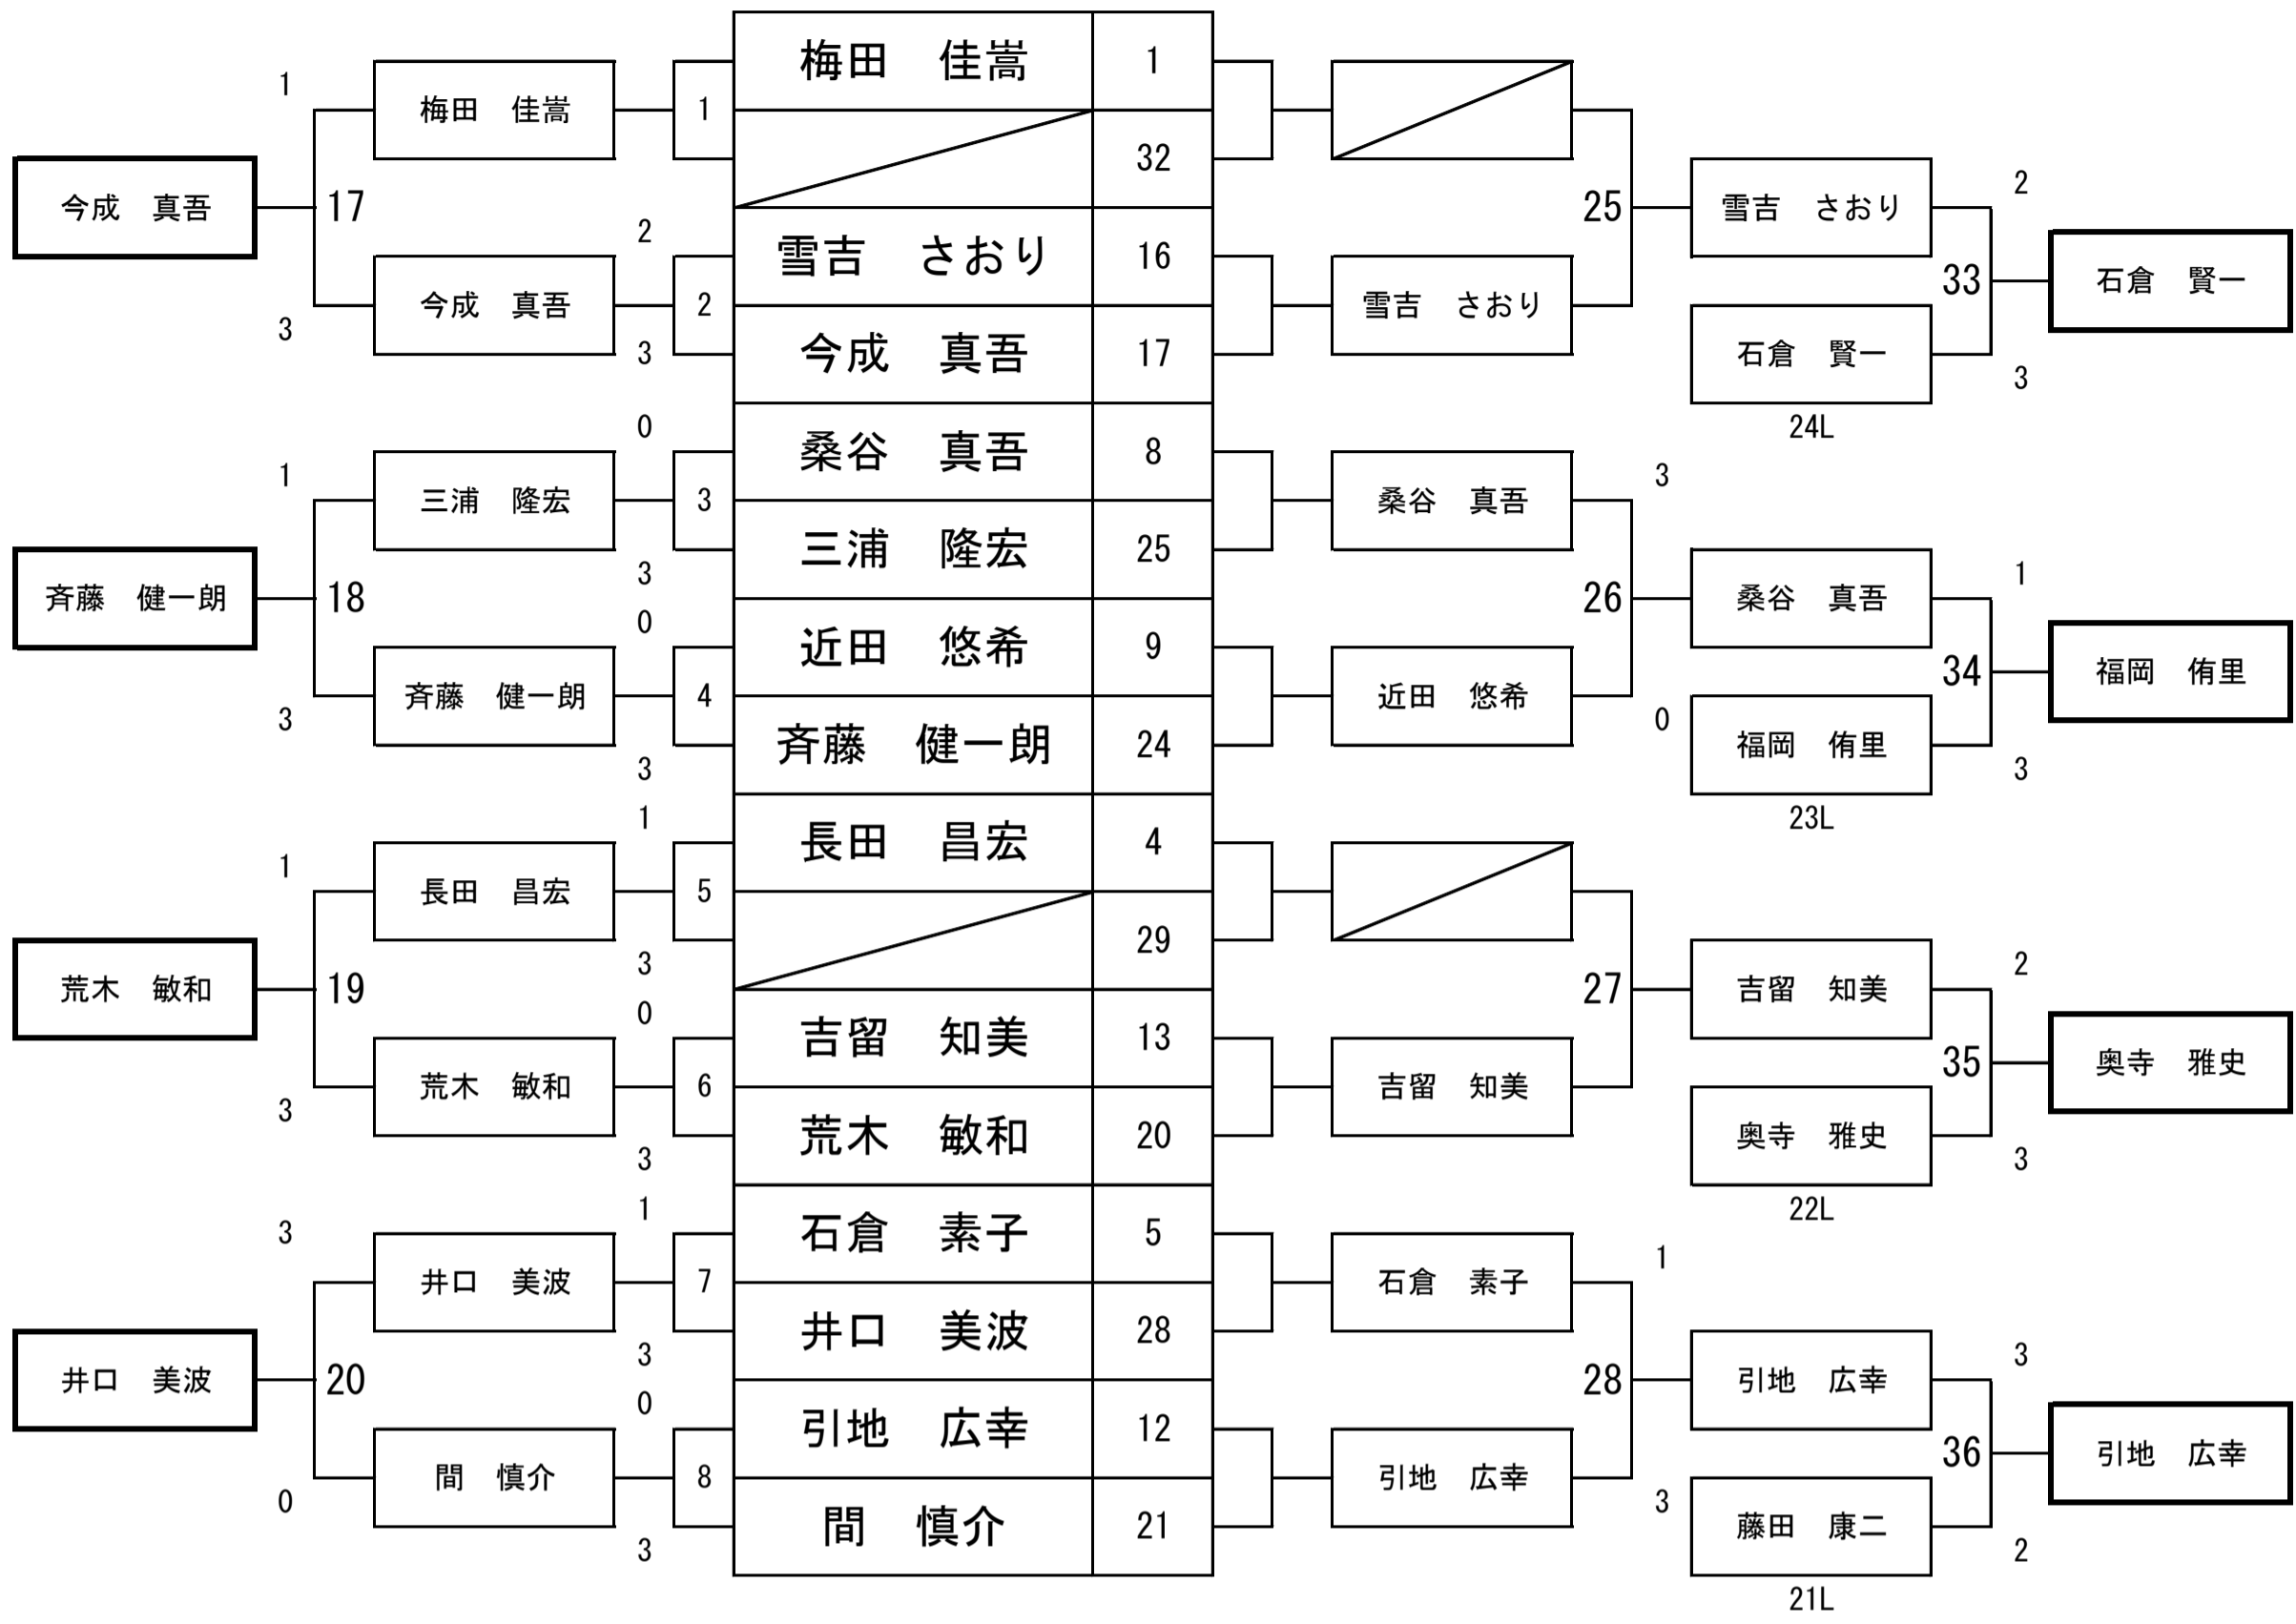 梅田　佳嵩 1
1 梅田　佳嵩 1
32
今成　真吾 17 25 雪吉　さおり 2
2 雪吉　さおり 16
33 石倉　賢一
今成　真吾 2 雪吉　さおり
3 3 今成　真吾 17 石倉　賢一 3
0 桑谷　真吾 8 24L
1 三浦　隆宏 3 桑谷　真吾 3
三浦　隆宏 25
3 1
斉藤　健一朗 18 26 桑谷　真吾
0 近田　悠希 9
34 福岡　侑里
斉藤　健一朗 4 近田　悠希
3 0
斉藤　健一朗 24 福岡　侑里
3 3
1 長田　昌宏 4 23L
1 長田　昌宏 5
3 29 2
荒木　敏和 19 27 吉留　知美
0 吉留　知美 13
35 奥寺　雅史
荒木　敏和 6 吉留　知美
3 荒木　敏和 20 奥寺　雅史
3 3
1 22L
3 石倉　素子 5 1
井口　美波 7 石倉　素子
井口　美波 28
3 3
井口　美波 20 28 引地　広幸
0 引地　広幸 12
36 引地　広幸
間　慎介 8 引地　広幸
0 3
間　慎介 21 藤田　康二
3 2
21L